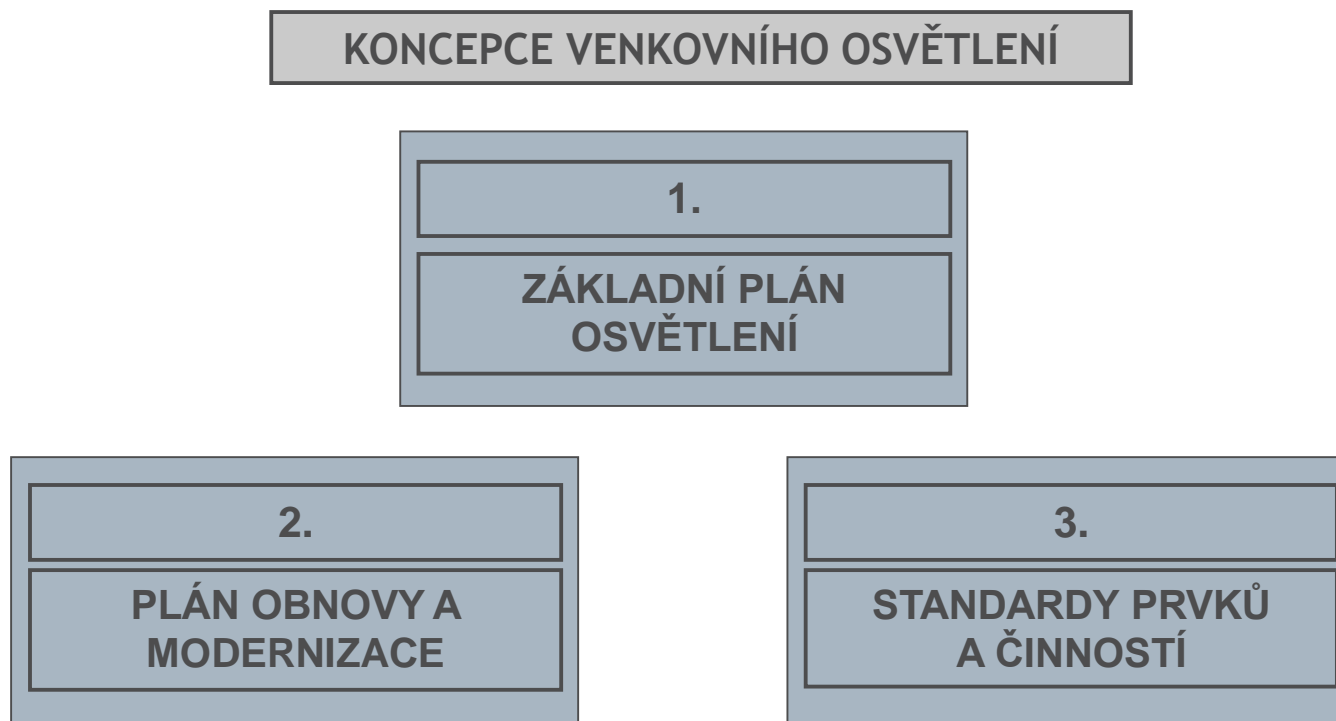 KONCEPCE VENKOVNÍHO OSVĚTLENÍ
1.
ZÁKLADNÍ PLÁN
OSVĚTLENÍ
2.
PLÁN OBNOVY A
MODERNIZACE
3.
STANDARDY PRVKŮ
A ČINNOSTÍ